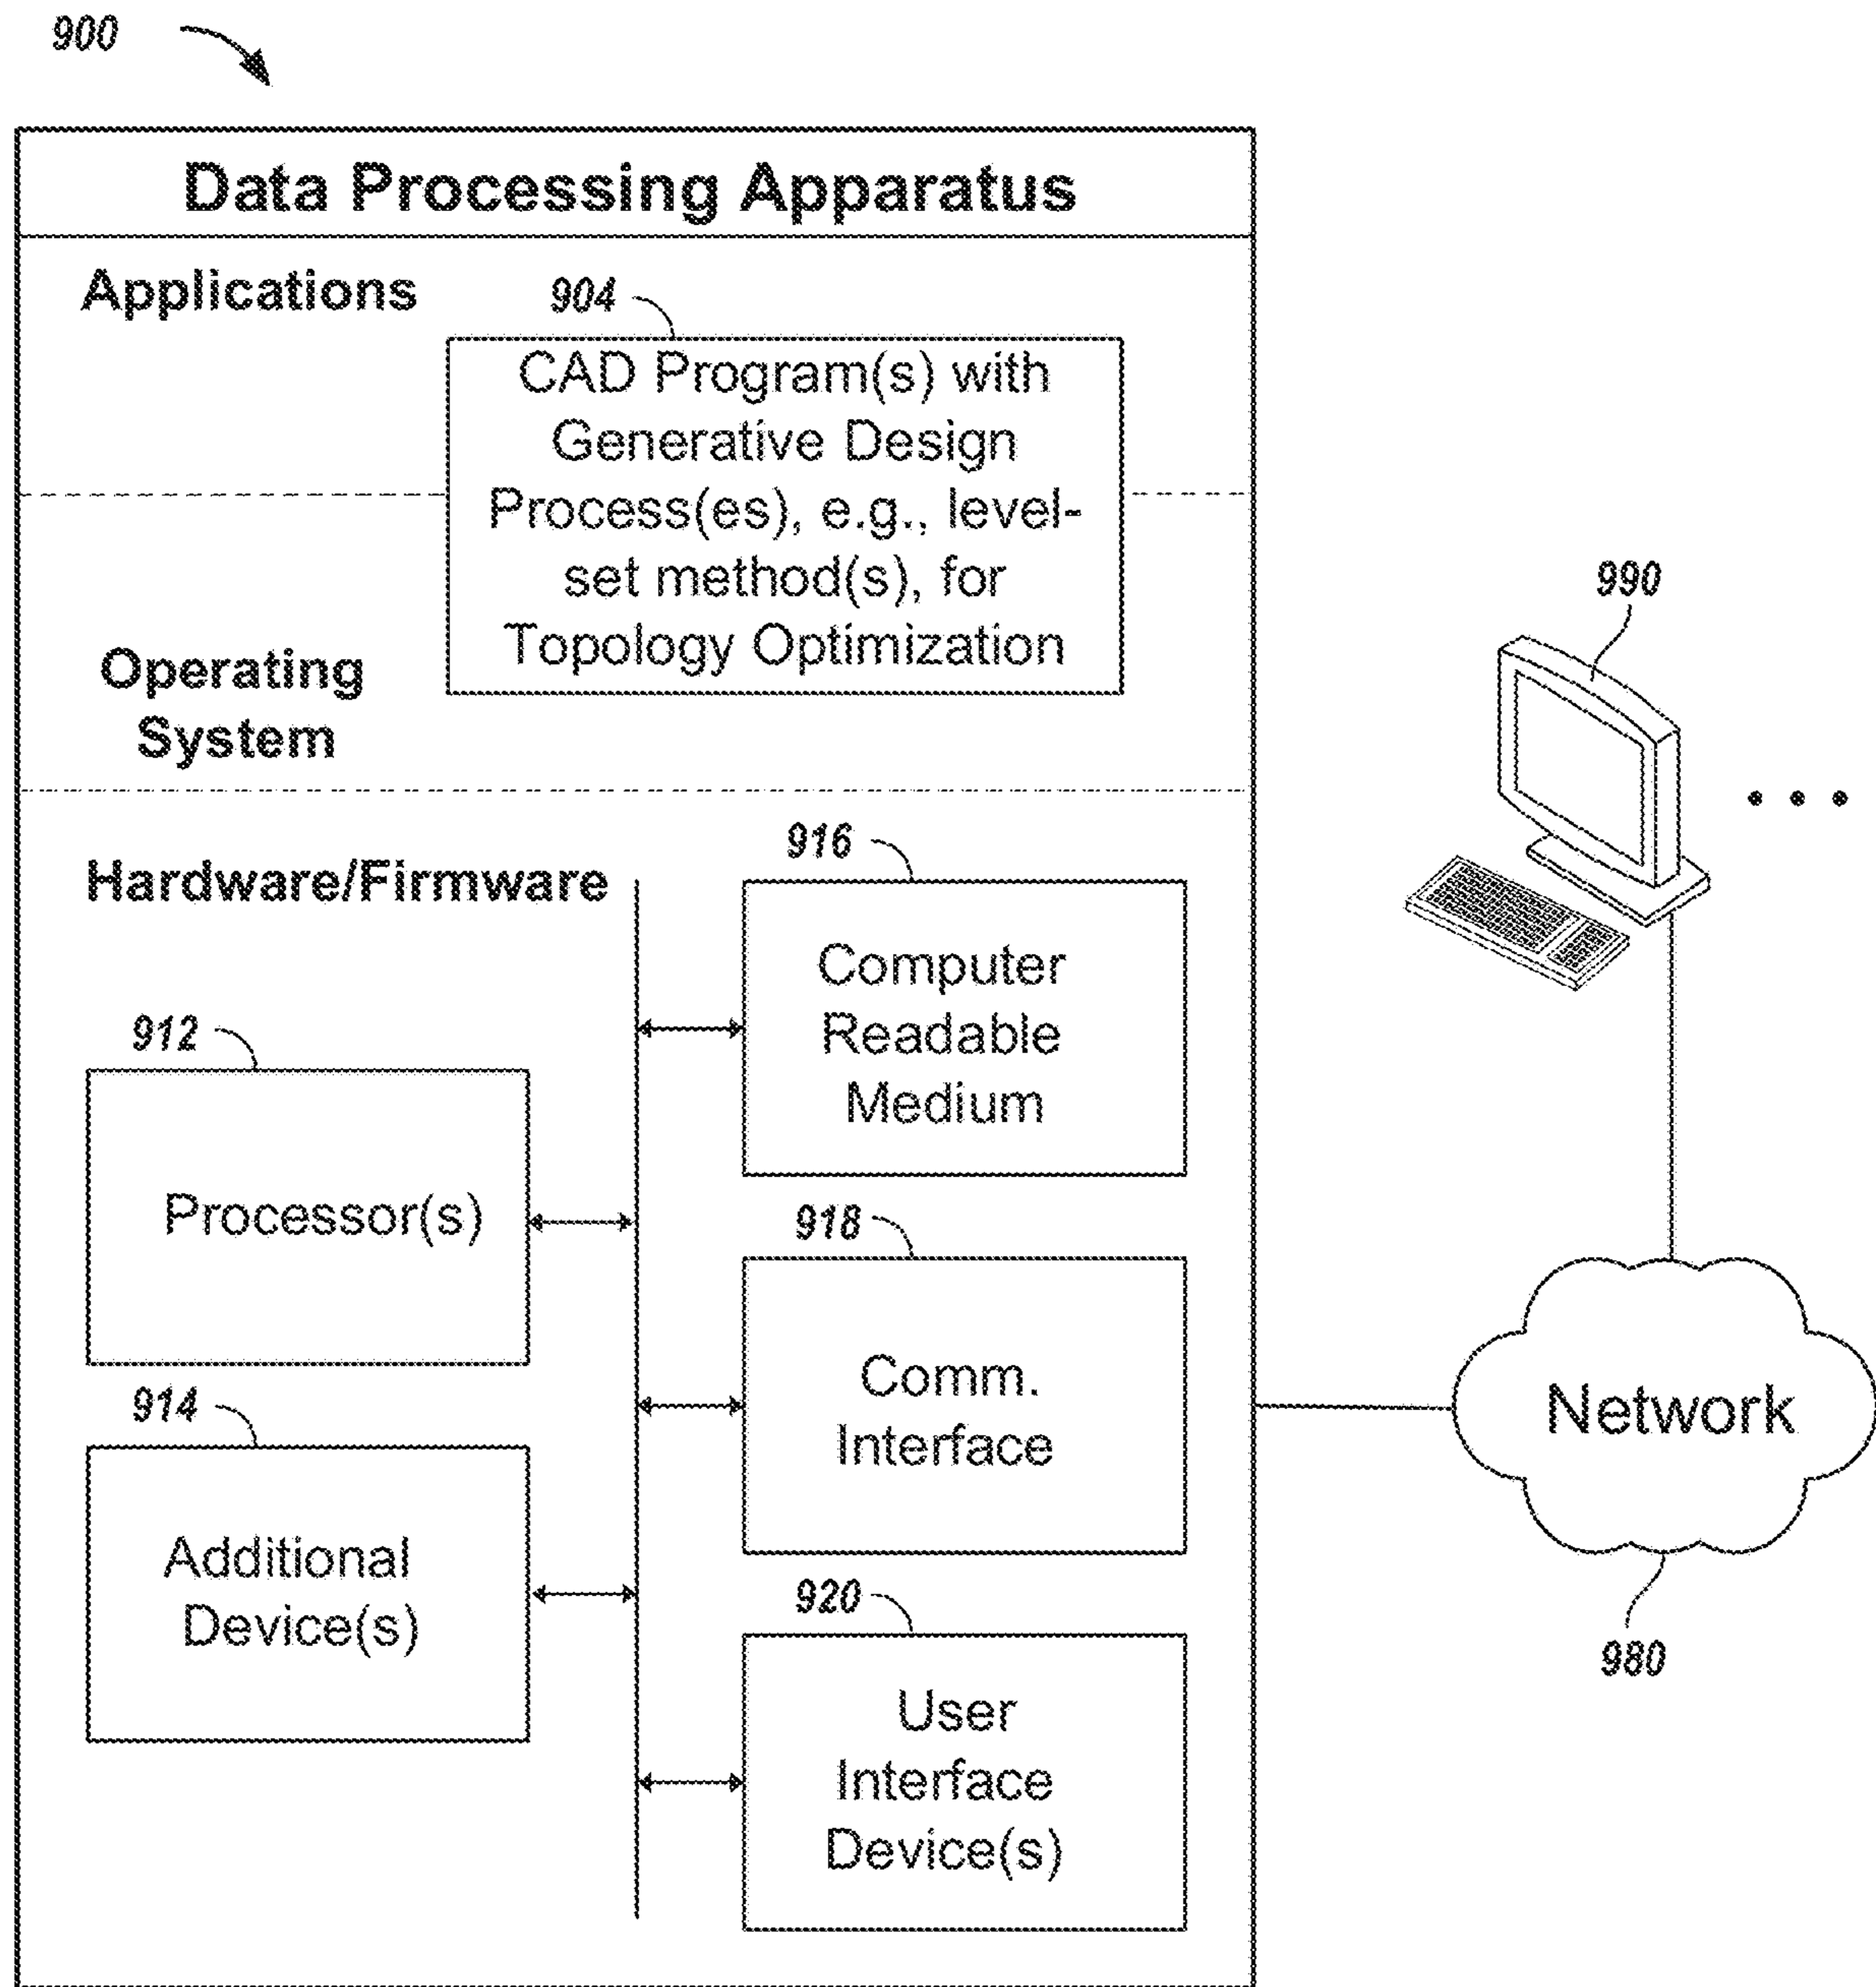 900
Data Processing Apparatus
Applications
904
CAD Program(s) with
Generative Design
Process(es), e.g., level-
set method(s), for
Topology Optimization
Operating
System
990
Hardware/Firmware
916
Computer
Readable
Medium
912
Processor(s)
918
Comm.
Interface
914
Additional
Device(s)
920
User
Interface
Device(s)
Network
980